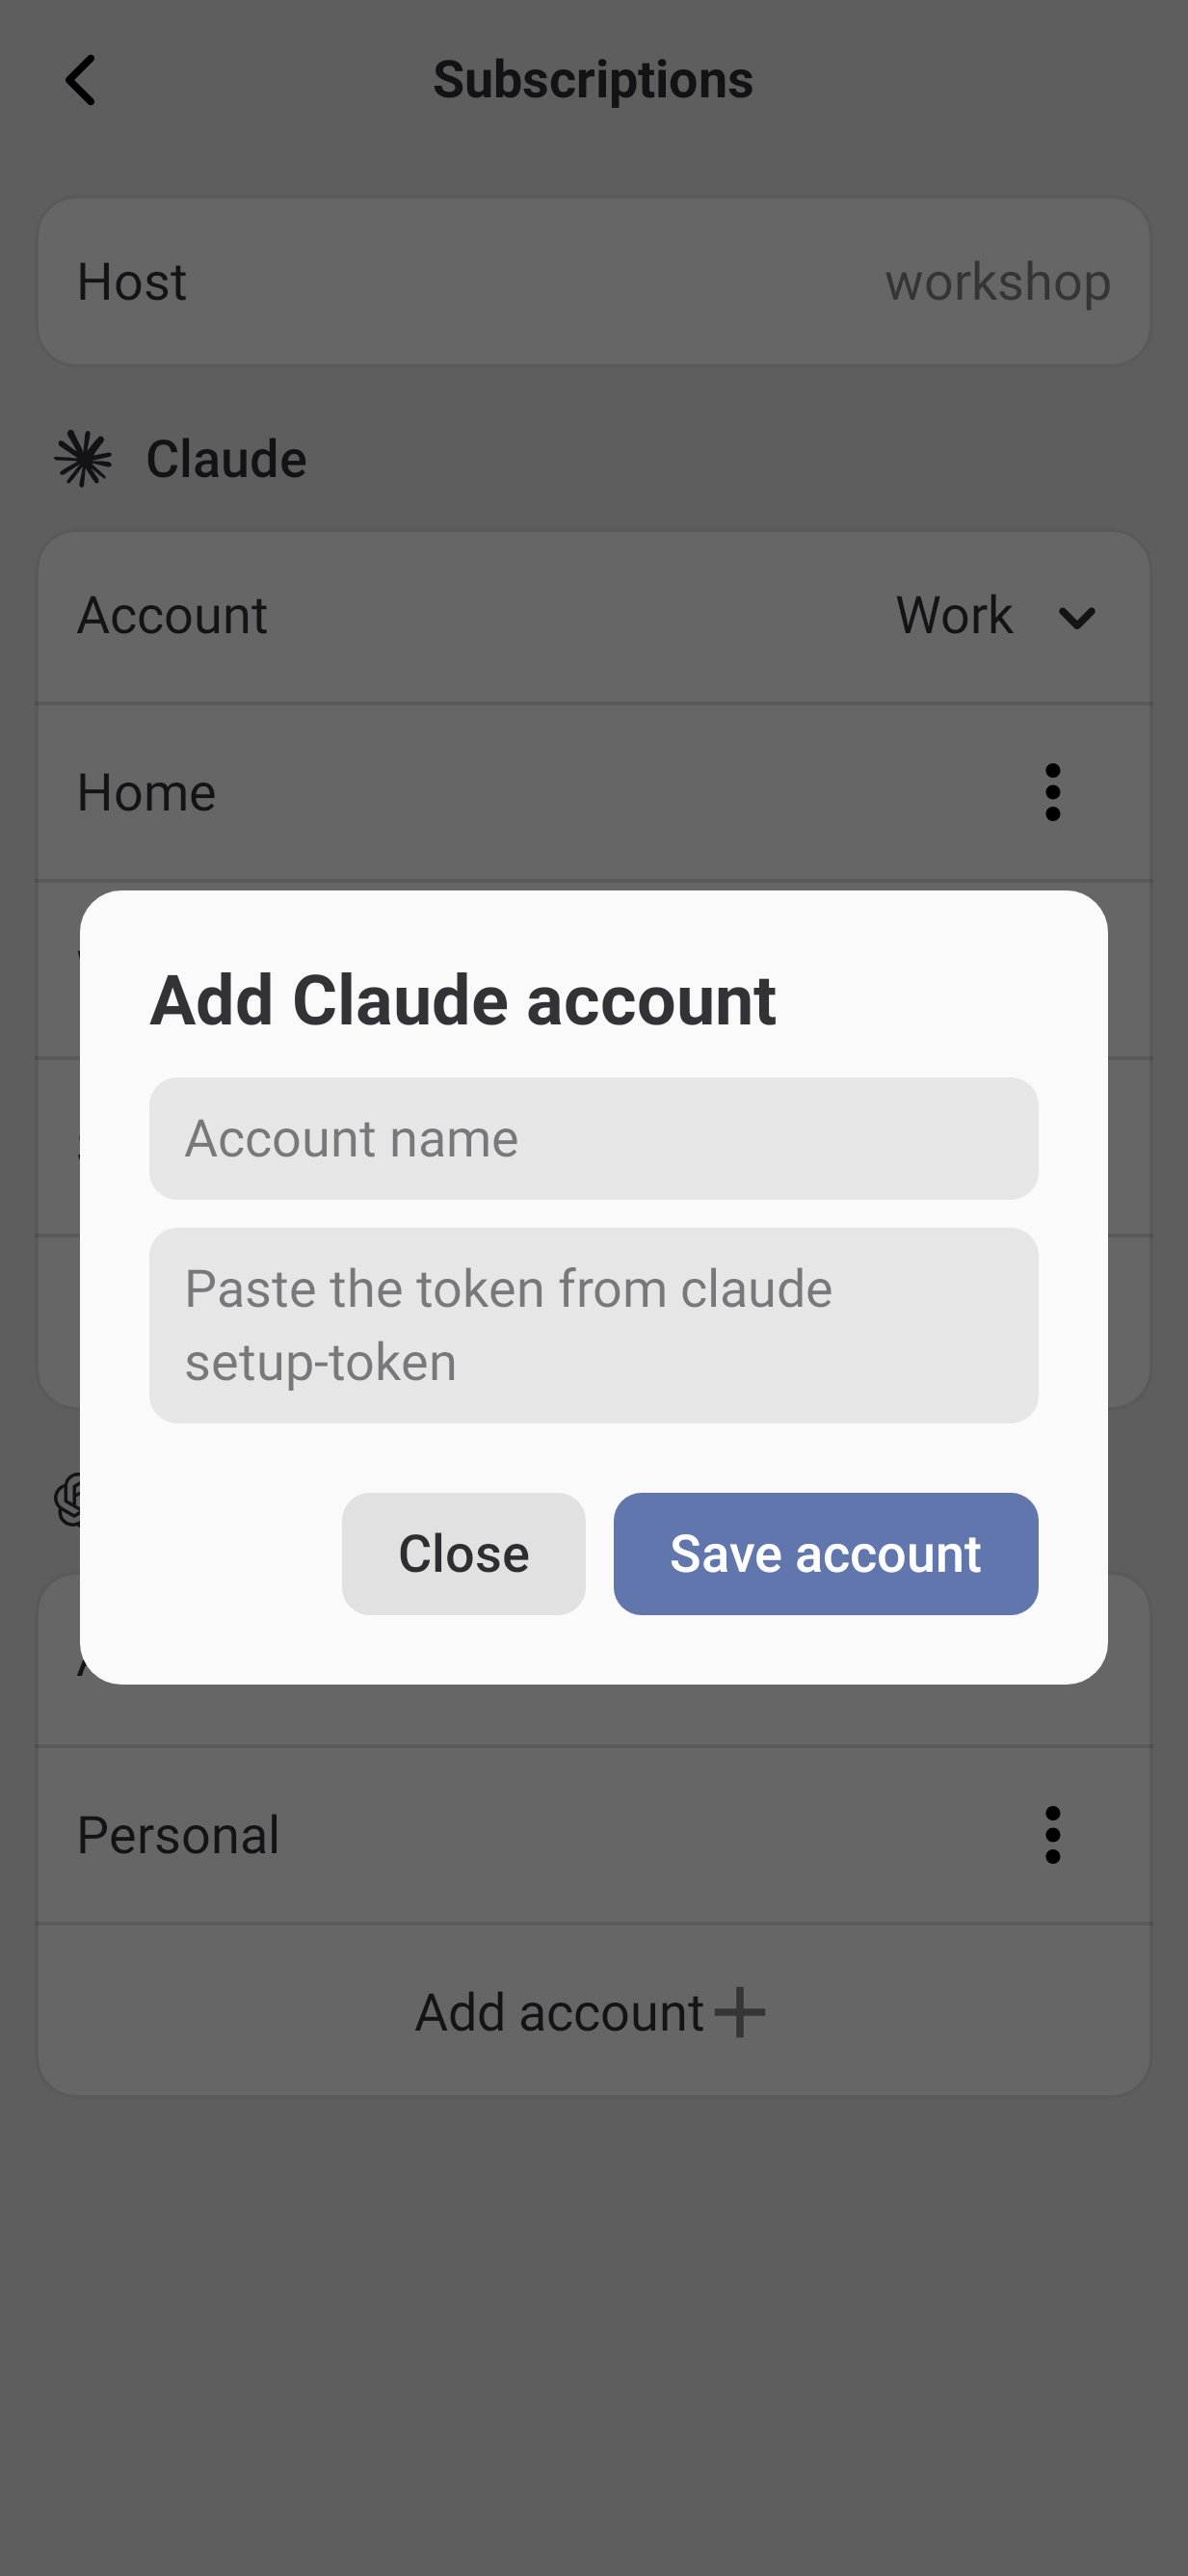 Subscriptions
Host workshop
Claude
Account Work
Home
Add Claude account
Account name
Paste the token from claude
setup-token
Close Save account
Personal
Add account